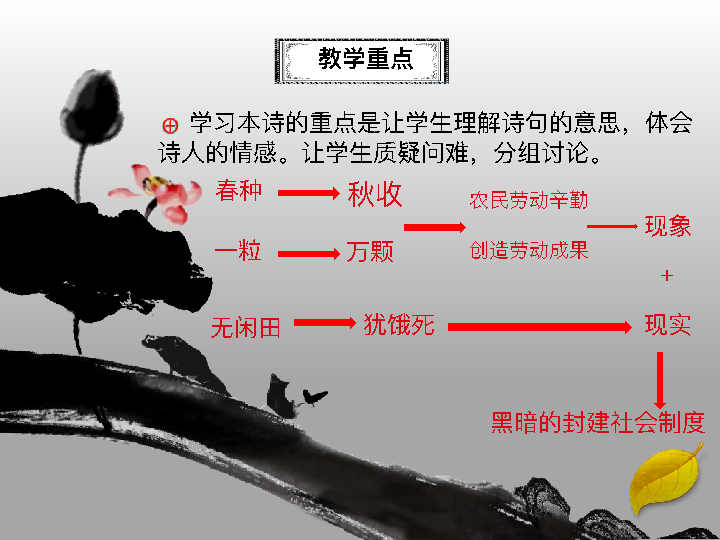 教学重点
学习本诗的重点是让学生理解诗句的意思，体会
诗人的情感。让学生质疑问难，分组讨论。
春种 秋收 农民劳动辛勤
现象
一粒 万颗 创造劳动成果
+
无闲田 犹饿死 现实
黑暗的封建社会制度